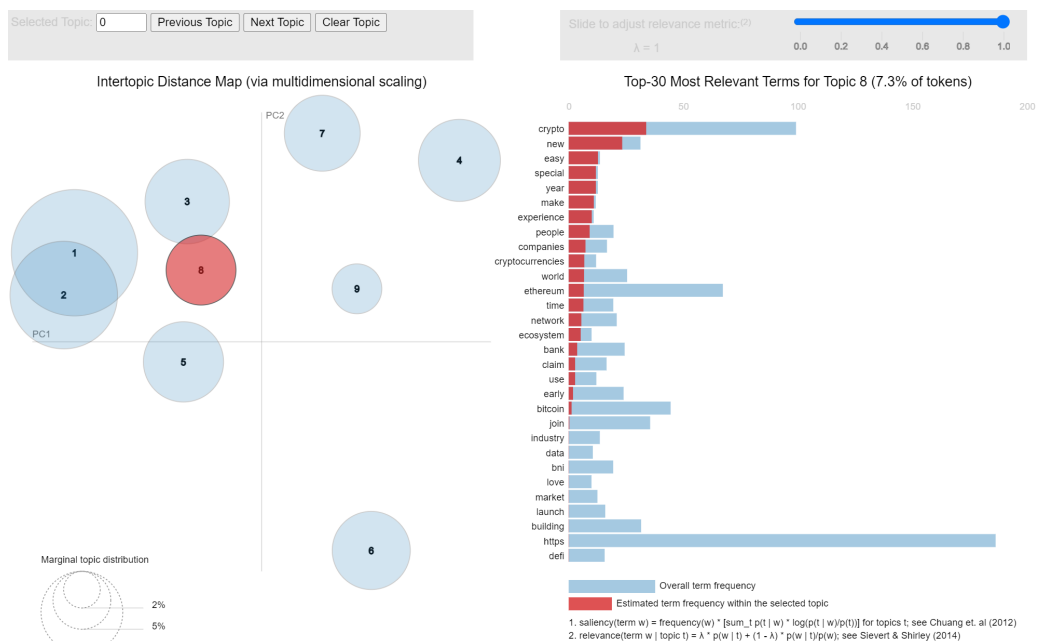 Selected Topic: 0 Previous Topic Next Topic Clear Topic
Slide to adjust relevance metric:(2)
λ = 1
0.0 0.2 0.4 0.6 0.8 1.0
Intertopic Distance Map (via multidimensional scaling)
PC2
PC1
7
4
3
1
8
2
9
5
6
Marginal topic distribution
2%
5%
Top-30 Most Relevant Terms for Topic 8 (7.3% of tokens)
0 50 100 150 200
crypto
new
easy
special
year
make
experience
people
companies
cryptocurrencies
world
ethereum
time
network
ecosystem
bank
claim
use
early
bitcoin
join
industry
data
bni
love
market
launch
building
https
defi
Overall term frequency
Estimated term frequency within the selected topic
1. saliency(term w) = frequency(w) * [sum_t p(t | w) * log(p(t | w)/p(t))] for topics t; see Chuang et. al (2012)
2. relevance(term w | topic t) = λ * p(w | t) + (1 - λ) * p(w | t)/p(w); see Sievert & Shirley (2014)